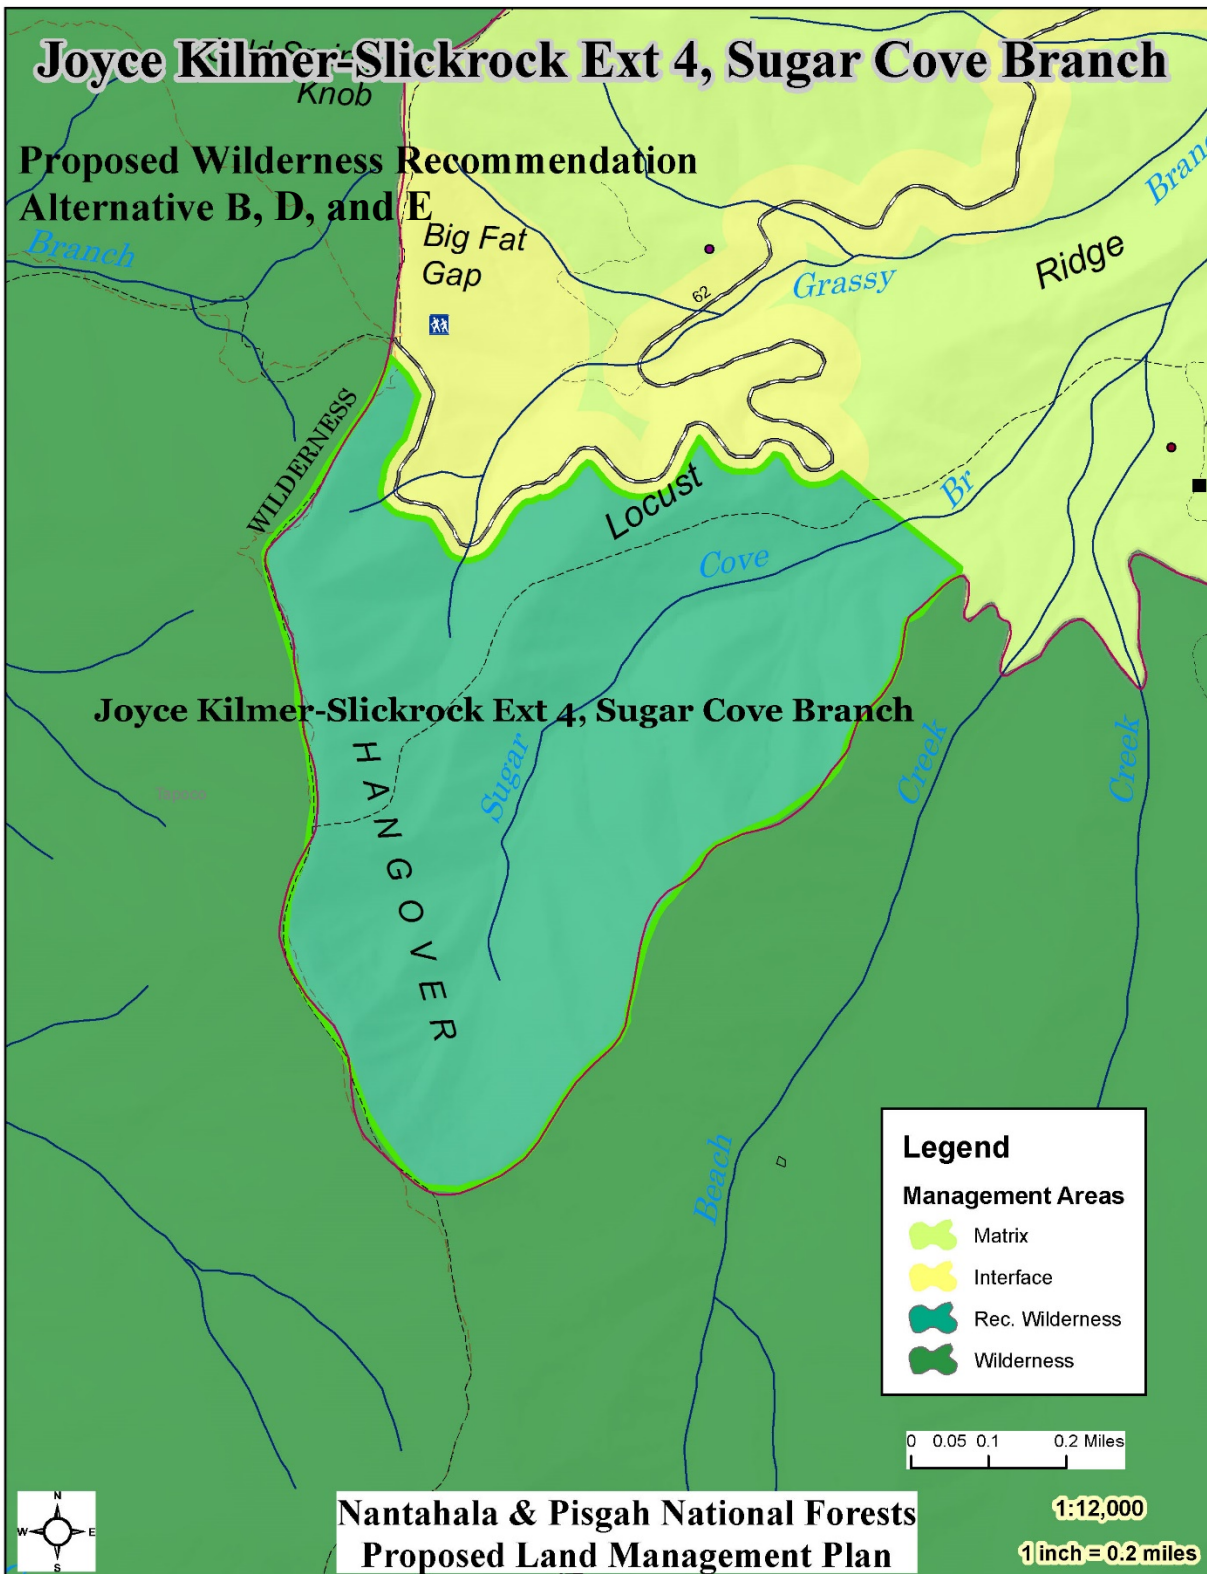 Joyce Kilmer-Slickrock Ext 4, Sugar Cove Branch
Knob
Proposed Wilderness Recommendation
Alternative B, D, and E
Branch
Big Fat
Gap
62
Grassy
Ridge
WILDERNESS
Locust
Cove
Br
Joyce Kilmer-Slickrock Ext 4, Sugar Cove Branch
HANGOVER
Sugar
Creek
Creek
Beach
Legend
Management Areas
Matrix
Interface
Rec. Wilderness
Wilderness
0 0.05 0.1 0.2 Miles
N
W E
S
Nantahala & Pisgah National Forests
Proposed Land Management Plan
1:12,000
1 inch = 0.2 miles